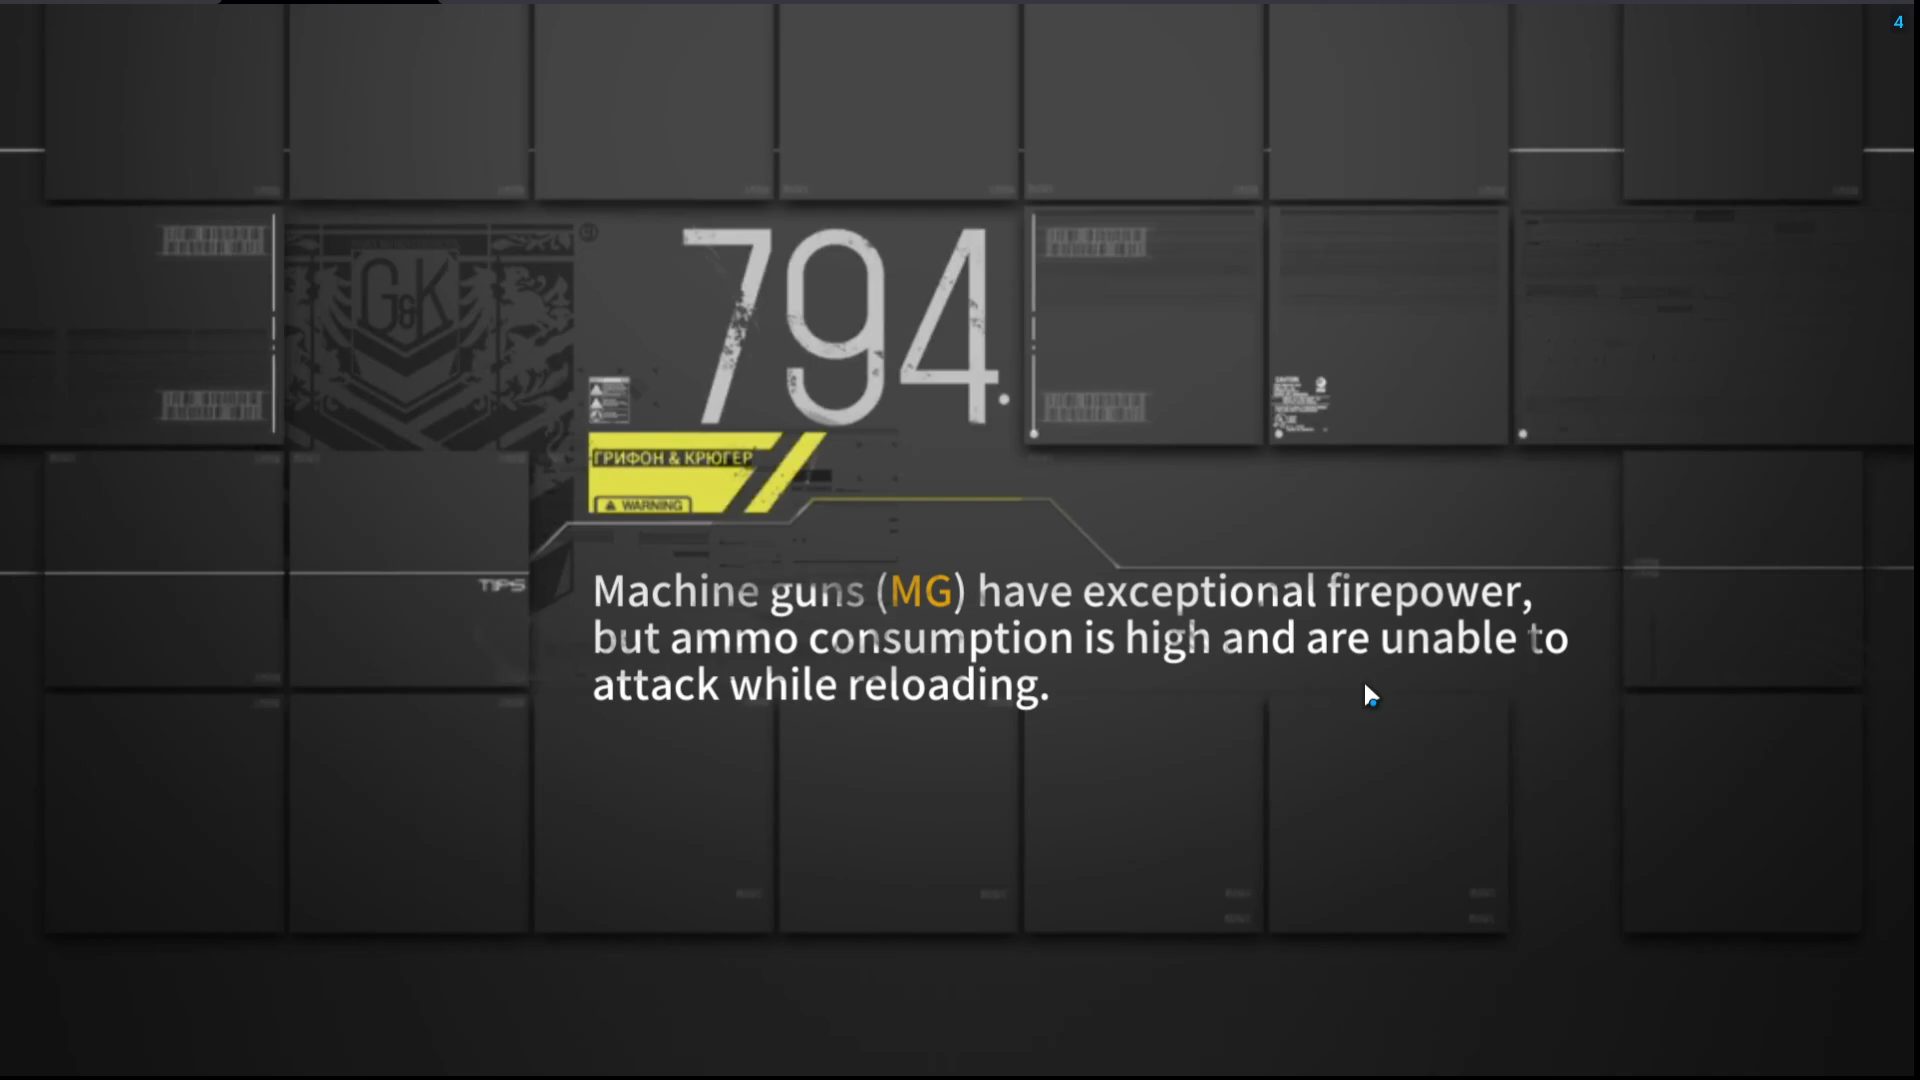 4
G&K
794.
ГРИФОН & КРЮГЕР
WARNING
TIPS
Machine guns (MG) have exceptional firepower,
but ammo consumption is high and are unable to
attack while reloading.
CAUTION